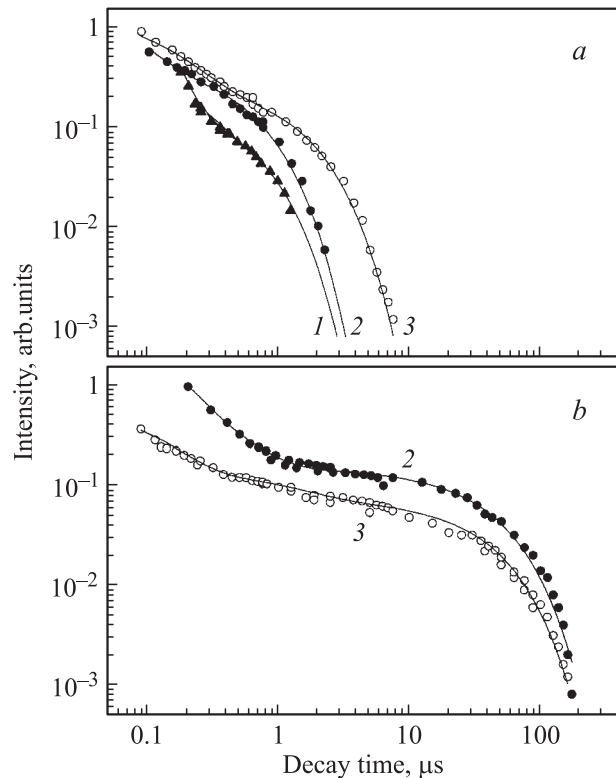 1
a
10⁻¹
10⁻²
10⁻³
1 2 3
Intensity, arb.units
1
b
2
10⁻¹
3
10⁻²
10⁻³
0.1 1 10 100
Decay time, μs